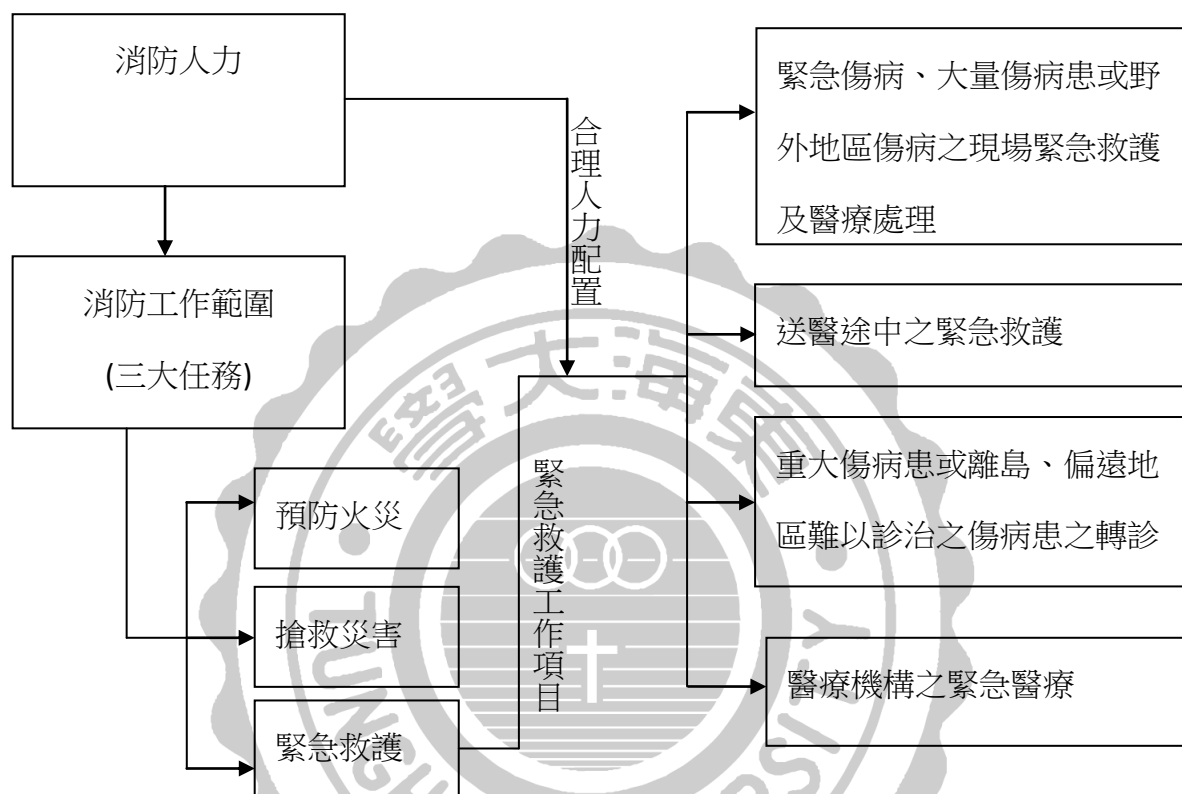 消防人力
消防工作範圍
(三大任務)
預防火災
搶救災害
緊急救護
合理人力配置
緊急救護工作項目
緊急傷病、大量傷病患或野
外地區傷病之現場緊急救護
及醫療處理
送醫途中之緊急救護
重大傷病患或離島、偏遠地
區難以診治之傷病患之轉診
醫療機構之緊急醫療
學大海東